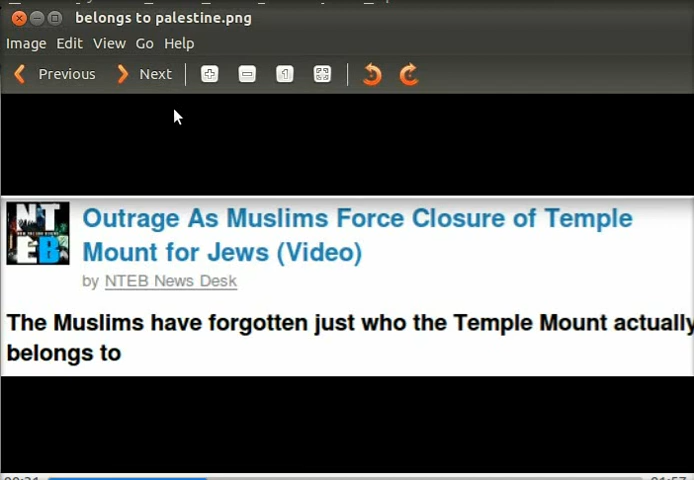 belongs to palestine.png
Image Edit View Go Help
Previous Next
NT
EB
Outrage As Muslims Force Closure of Temple
Mount for Jews (Video)
by NTEB News Desk
The Muslims have forgotten just who the Temple Mount actually
belongs to